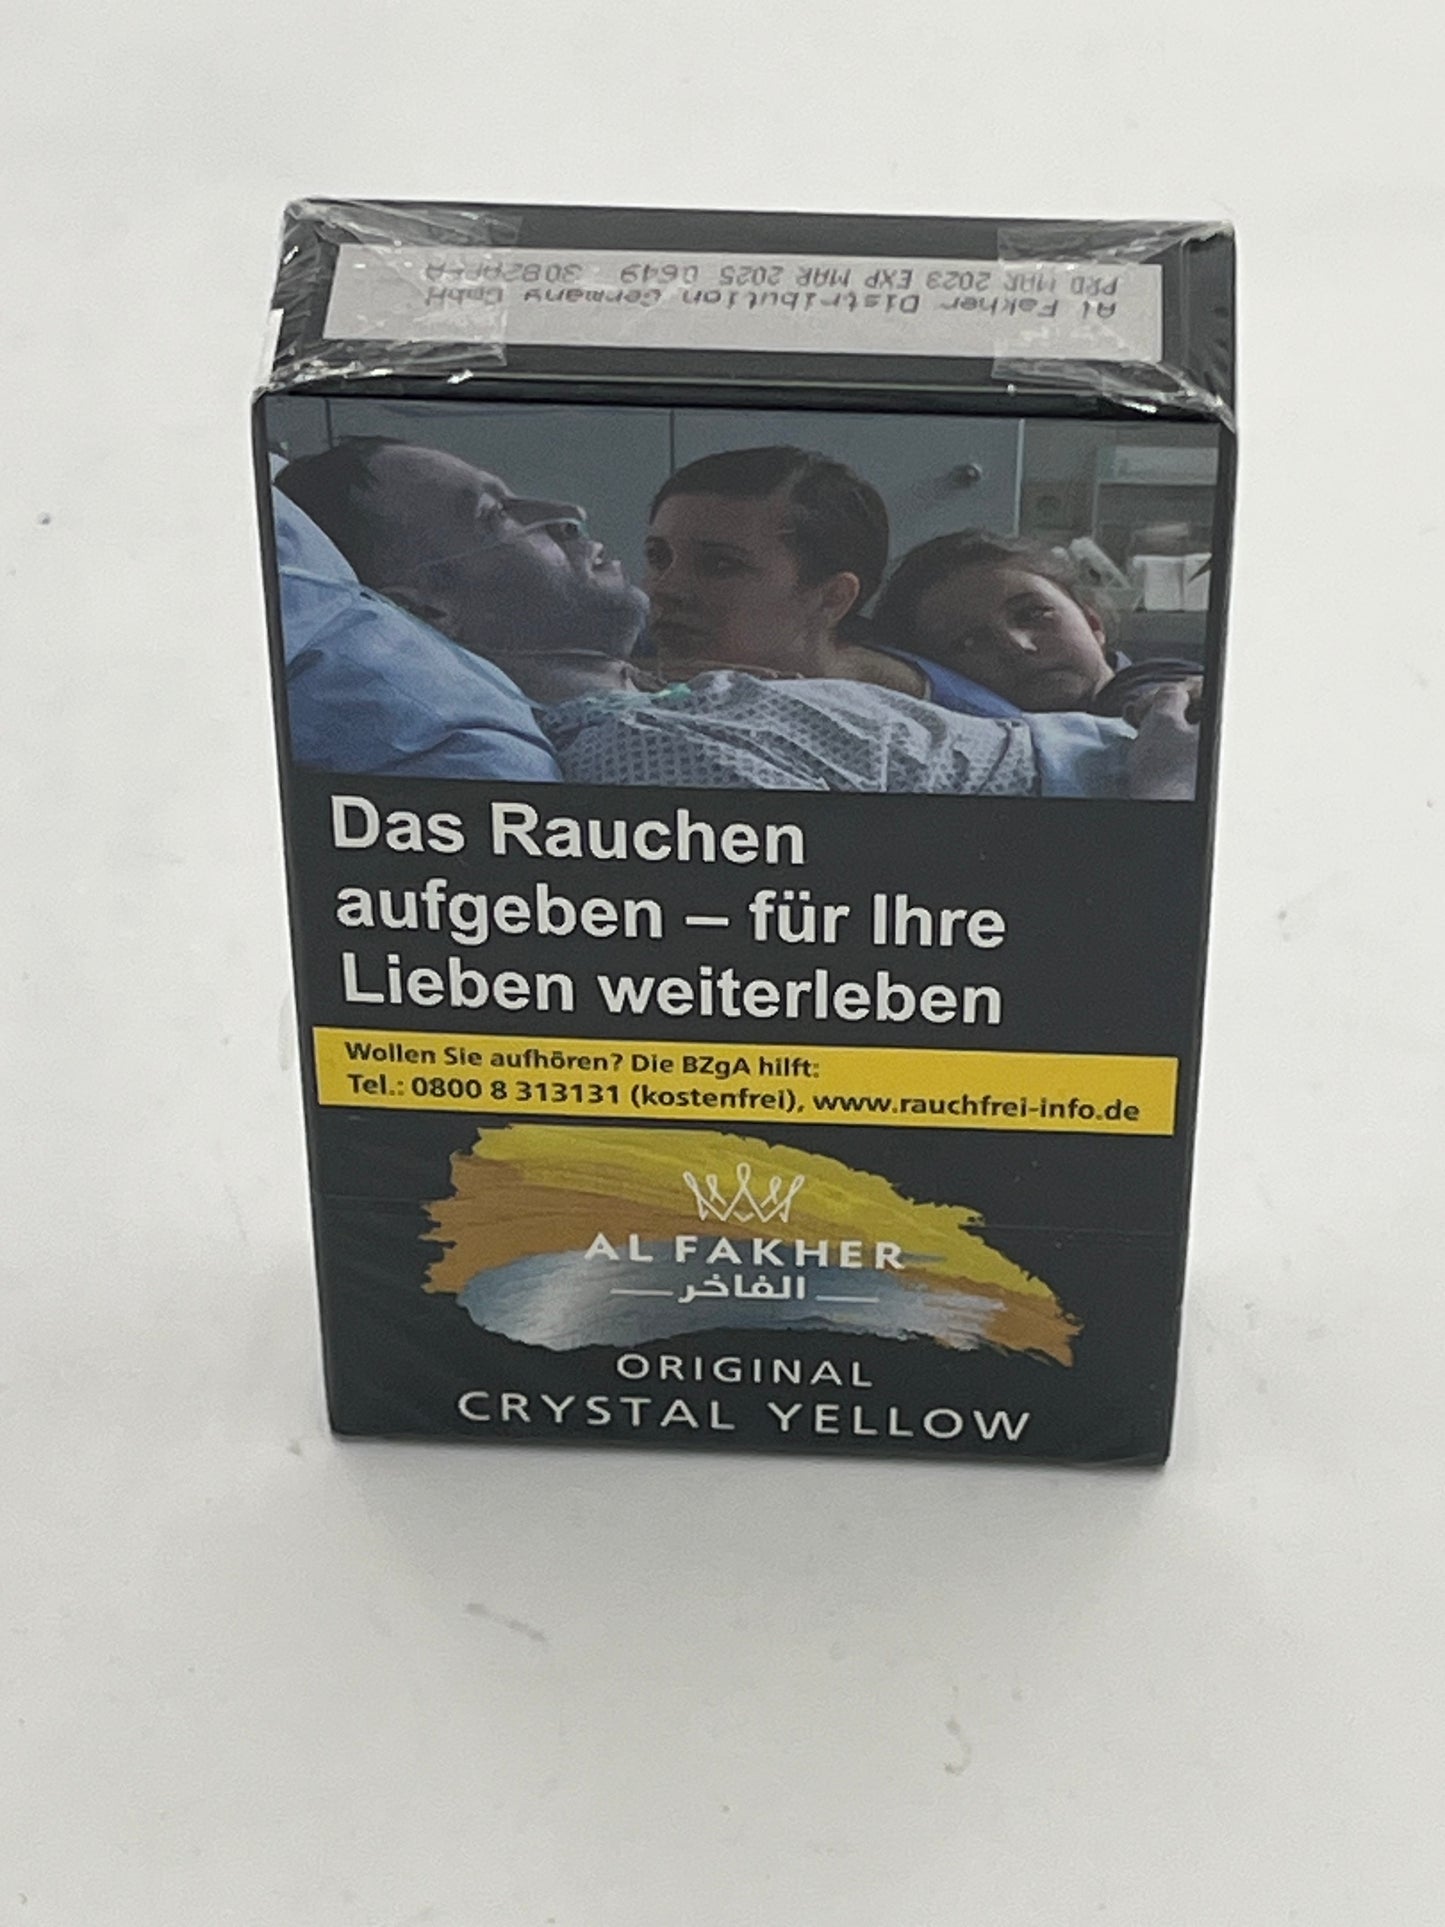 Al Fakher Distribution Germany GmbH
PRD MAR 2023 EXP MAR 2025 0649
Das Rauchen
aufgeben – für Ihre
Lieben weiterleben
Wollen Sie aufhören? Die BZgA hilft:
Tel.: 0800 8 313131 (kostenfrei), www.rauchfrei-info.de
AL FAKHER
الفاخر
ORIGINAL
CRYSTAL YELLOW